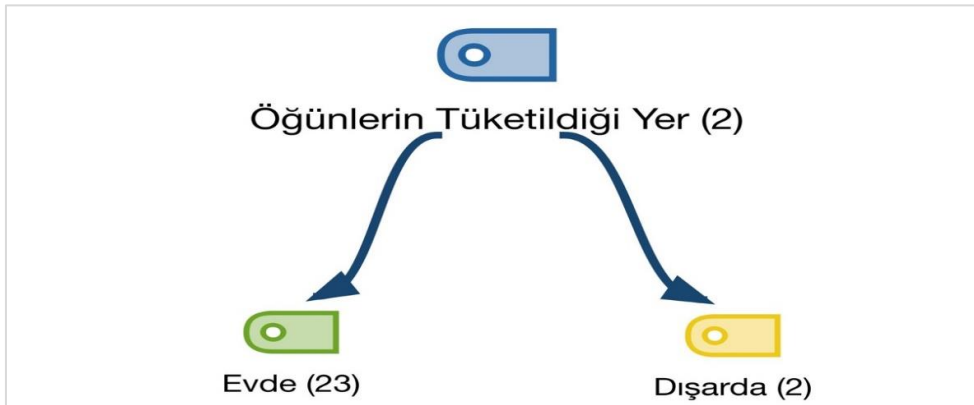 Öğünlerin Tüketildiği Yer (2)
Evde (23)
Dışarda (2)